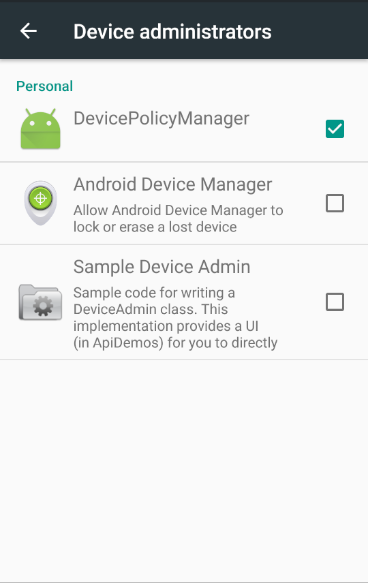 Device administrators
Personal
DevicePolicyManager
Android Device Manager
Allow Android Device Manager to
lock or erase a lost device
Sample Device Admin
Sample code for writing a
DeviceAdmin class. This
implementation provides a UI
(in ApiDemos) for you to directly